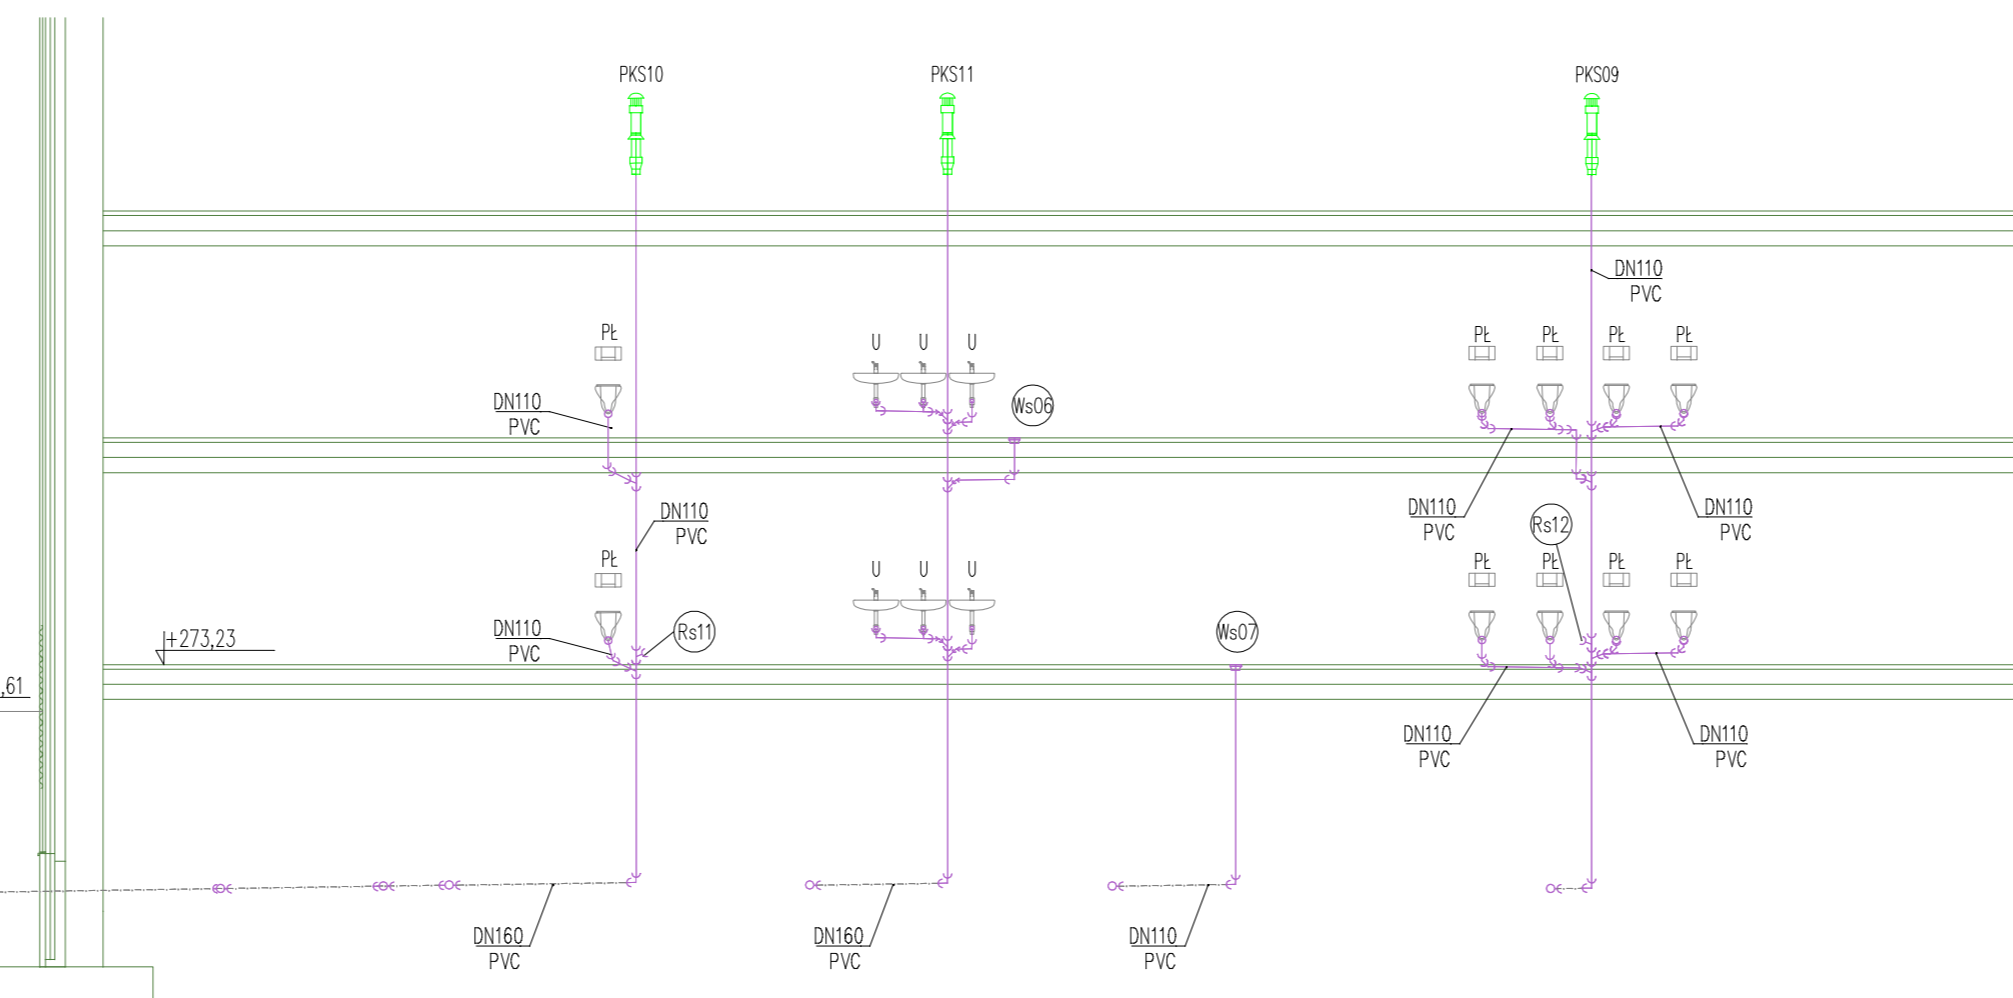 PKS10
PKS11
PKS09
DN110
PVC
PŁ
U
U
U
PŁ
PŁ
PŁ
PŁ
DN110
PVC
Ws06
DN110
PVC
DN110
PVC
DN110
PVC
Rs12
PŁ
U
U
U
PŁ
PŁ
PŁ
PŁ
+273,23
DN110
PVC
Rs11
Ws07
,61
DN110
PVC
DN110
PVC
DN160
PVC
DN160
PVC
DN110
PVC